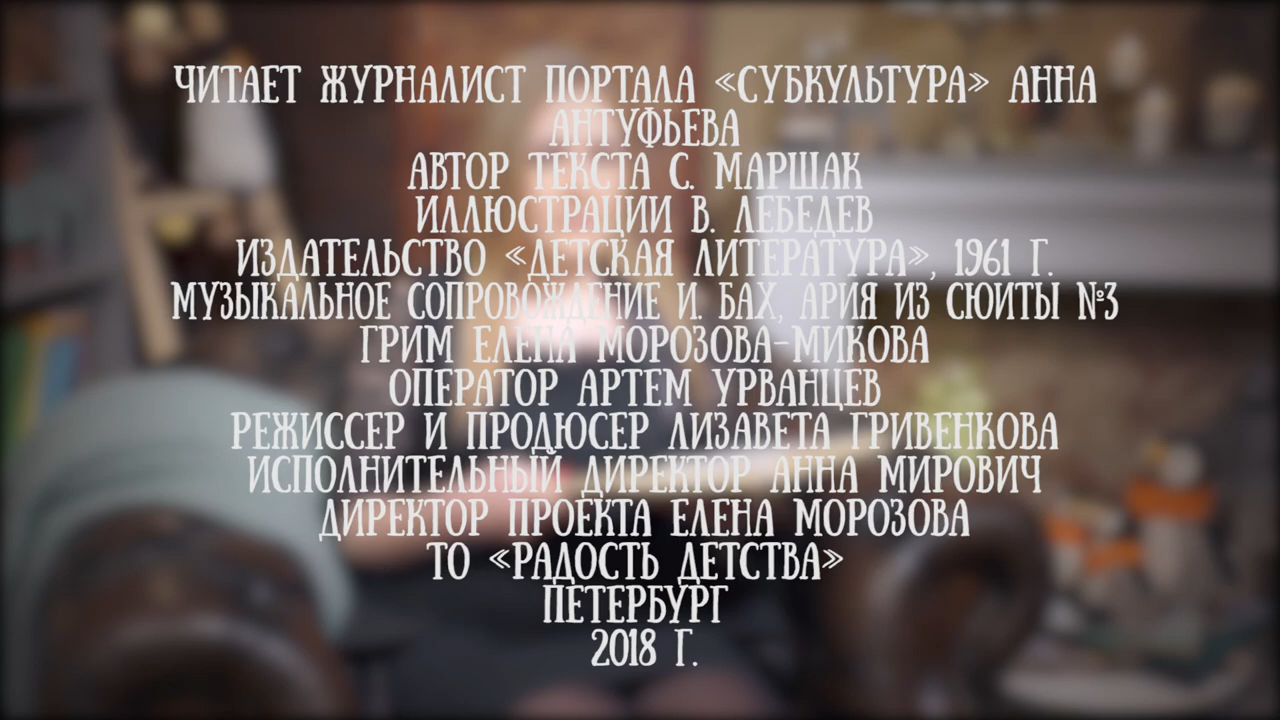 ЧИТАЕТ ЖУРНАЛИСТ ПОРТАЛА «СУБКУЛЬТУРА» АННА
АНТУФЬЕВА
АВТОР ТЕКСТА С. МАРШАК
ИЛЛЮСТРАЦИИ В. ЛЕБЕДЕВ
ИЗДАТЕЛЬСТВО «ДЕТСКАЯ ЛИТЕРАТУРА», 1961 Г.
МУЗЫКАЛЬНОЕ СОПРОВОЖДЕНИЕ И. БАХ, АРИЯ ИЗ СЮИТЫ №3
ГРИМ ЕЛЕНА МОРОЗОВА-МИКОВА
ОПЕРАТОР АРТЕМ УРВАНЦЕВ
РЕЖИССЕР И ПРОДЮСЕР ЛИЗАВЕТА ГРИВЕНКОВА
ИСПОЛНИТЕЛЬНЫЙ ДИРЕКТОР АННА МИРОВИЧ
ДИРЕКТОР ПРОЕКТА ЕЛЕНА МОРОЗОВА
ТО «РАДОСТЬ ДЕТСТВА»
ПЕТЕРБУРГ
2018 Г.